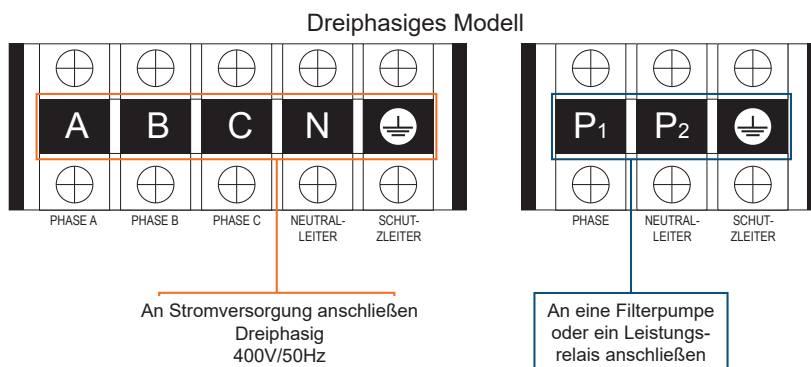 Dreiphasiges Modell
A B C N
P1 P2
PHASE A PHASE B PHASE C NEUTRAL-
LEITER SCHUT-
ZLEITER
PHASE NEUTRAL-
LEITER SCHUT-
ZLEITER
An Stromversorgung anschließen
Dreiphasig
400V/50Hz
An eine Filterpumpe
oder ein Leistungs-
relais anschließen